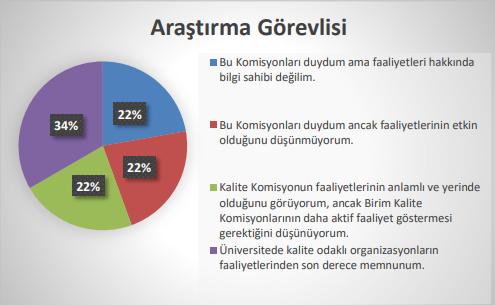 Araştırma Görevlisi
34%
22%
22%
22%
Bu Komisyonları duydum ama faaliyetleri hakkında
bilgi sahibi değilim.
Bu Komisyonları duydum ancak faaliyetlerinin etkin
olduğunu düşünmüyorum.
Kalite Komisyonun faaliyetlerinin anlamlı ve yerinde
olduğunu görüyorum, ancak Birim Kalite
Komisyonlarının daha aktif faaliyet göstermesi
gerektiğini düşünüyorum.
Üniversitede kalite odaklı organizasyonların
faaliyetlerinden son derece memnunum.